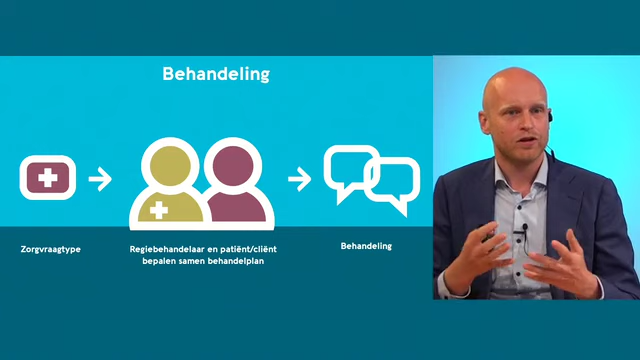 Behandeling
Zorgvraagtype
Regiebehandelaar en patiënt/cliënt
bepalen samen behandelplan
Behandeling